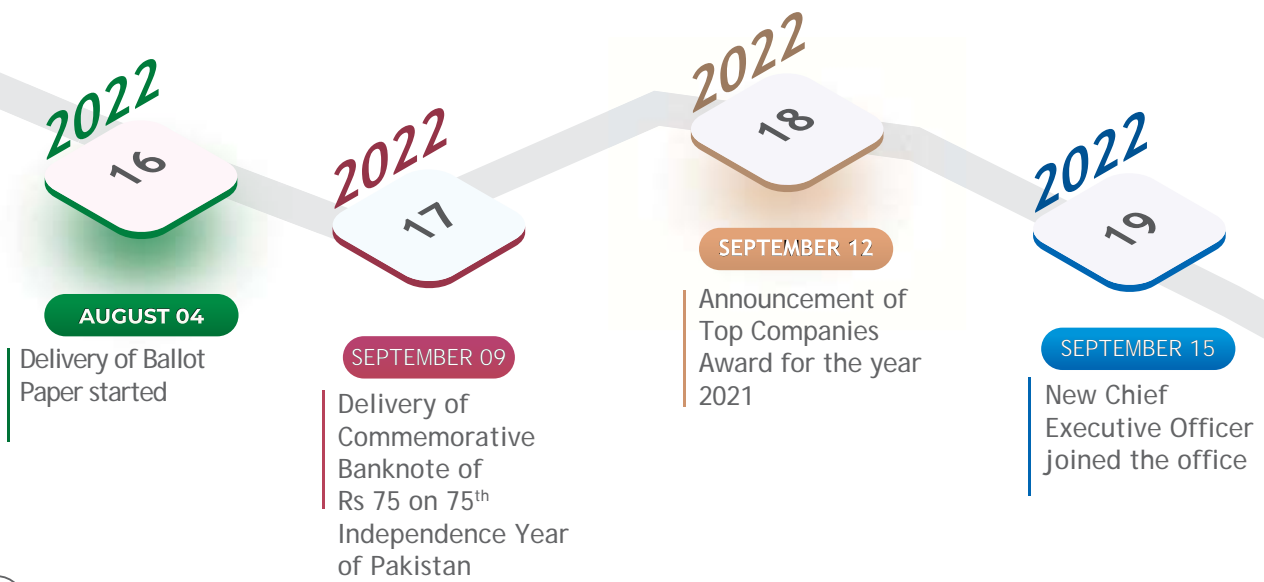 2022
16
AUGUST 04
Delivery of Ballot
Paper started
2022
17
SEPTEMBER 09
Delivery of
Commemorative
Banknote of
Rs 75 on 75th
Independence Year
of Pakistan
2022
18
SEPTEMBER 12
Announcement of
Top Companies
Award for the year
2021
2022
19
SEPTEMBER 15
New Chief
Executive Officer
joined the office